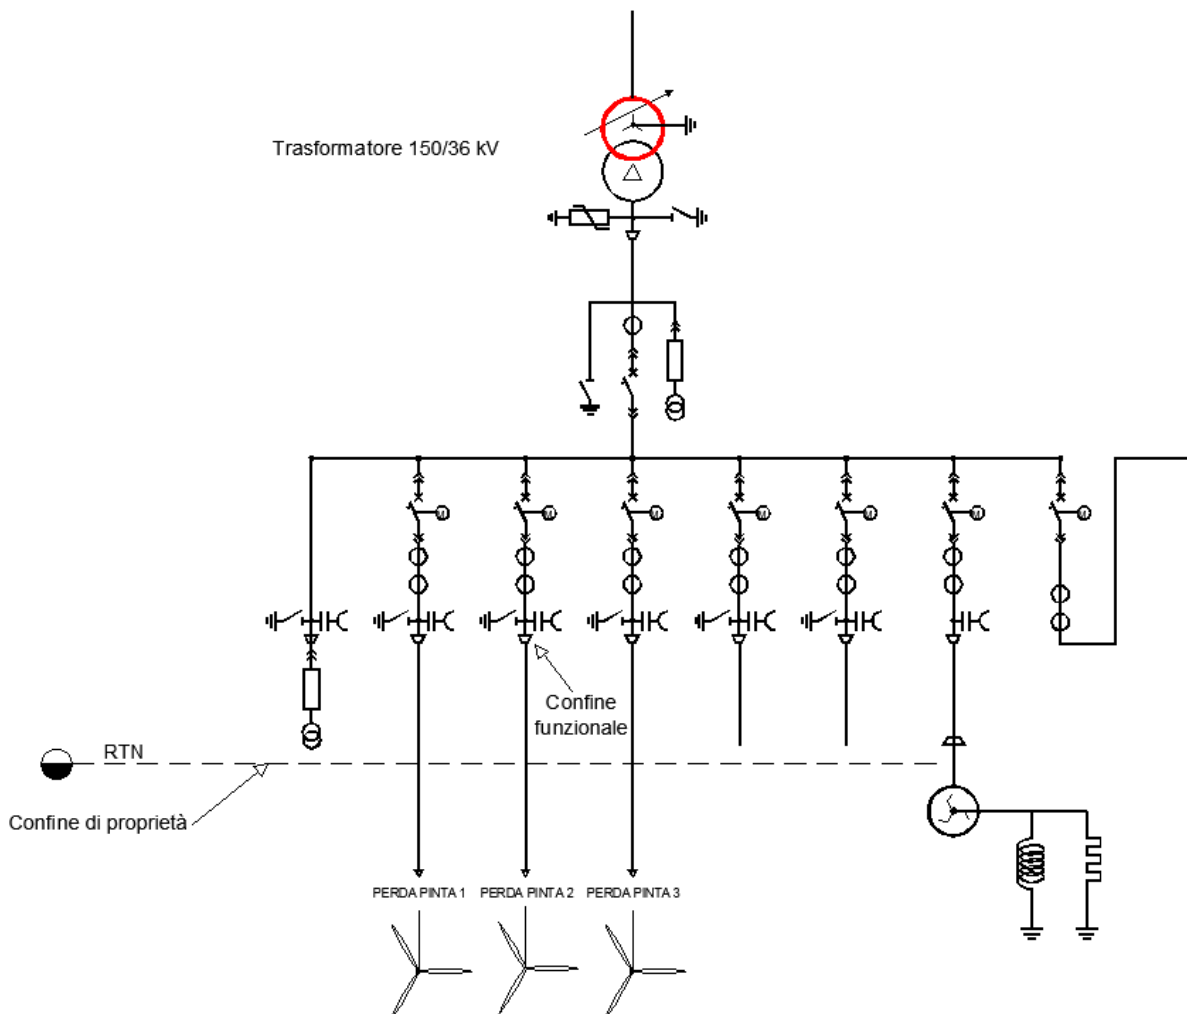 Trasformatore 150/36 kV
M M M M M M M
Confine
funzionale
RTN
Confine di proprietà
PERDA PINTA 1 PERDA PINTA 2 PERDA PINTA 3